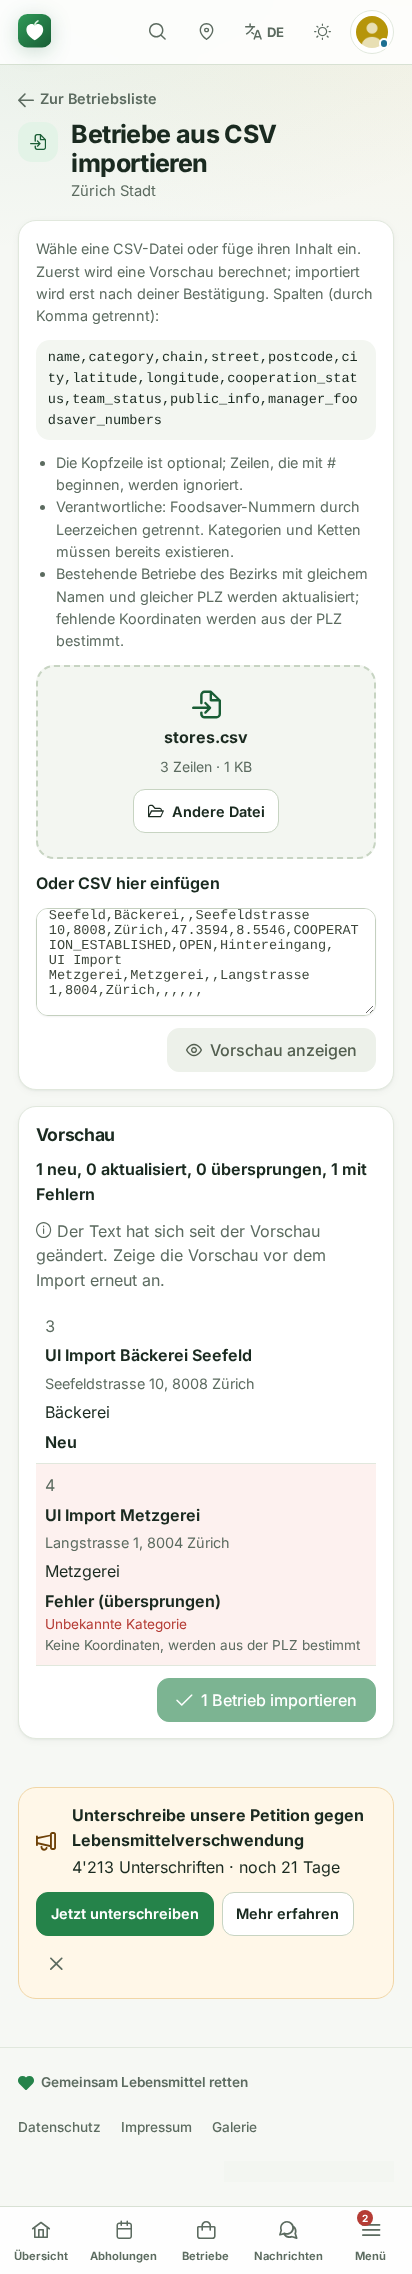 DE
Zur Betriebsliste
Betriebe aus CSV
importieren
Zürich Stadt
Wähle eine CSV-Datei oder füge ihren Inhalt ein.
Zuerst wird eine Vorschau berechnet; importiert
wird erst nach deiner Bestätigung. Spalten (durch
Komma getrennt):
name,category,chain,street,postcode,ci
ty,latitude,longitude,cooperation_stat
us,team_status,public_info,manager_foo
dsaver_numbers
Die Kopfzeile ist optional; Zeilen, die mit #
beginnen, werden ignoriert.
Verantwortliche: Foodsaver-Nummern durch
Leerzeichen getrennt. Kategorien und Ketten
müssen bereits existieren.
Bestehende Betriebe des Bezirks mit gleichem
Namen und gleicher PLZ werden aktualisiert;
fehlende Koordinaten werden aus der PLZ
bestimmt.
stores.csv
3 Zeilen · 1 KB
Andere Datei
Oder CSV hier einfügen
Seefeld,Bäckerei,,Seefeldstrasse
10,8008,Zürich,47.3594,8.5546,COOPERAT
ION_ESTABLISHED,OPEN,Hintereingang,
UI Import
Metzgerei,Metzgerei,,Langstrasse
1,8004,Zürich,,,,,,
Vorschau anzeigen
Vorschau
1 neu, 0 aktualisiert, 0 übersprungen, 1 mit
Fehlern
Der Text hat sich seit der Vorschau
geändert. Zeige die Vorschau vor dem
Import erneut an.
3
UI Import Bäckerei Seefeld
Seefeldstrasse 10, 8008 Zürich
Bäckerei
Neu
4
UI Import Metzgerei
Langstrasse 1, 8004 Zürich
Metzgerei
Fehler (übersprungen)
Unbekannte Kategorie
Keine Koordinaten, werden aus der PLZ bestimmt
1 Betrieb importieren
Unterschreibe unsere Petition gegen
Lebensmittelverschwendung
4'213 Unterschriften · noch 21 Tage
Jetzt unterschreiben
Mehr erfahren
Gemeinsam Lebensmittel retten
Datenschutz Impressum Galerie
2
Übersicht Abholungen Betriebe Nachrichten Menü